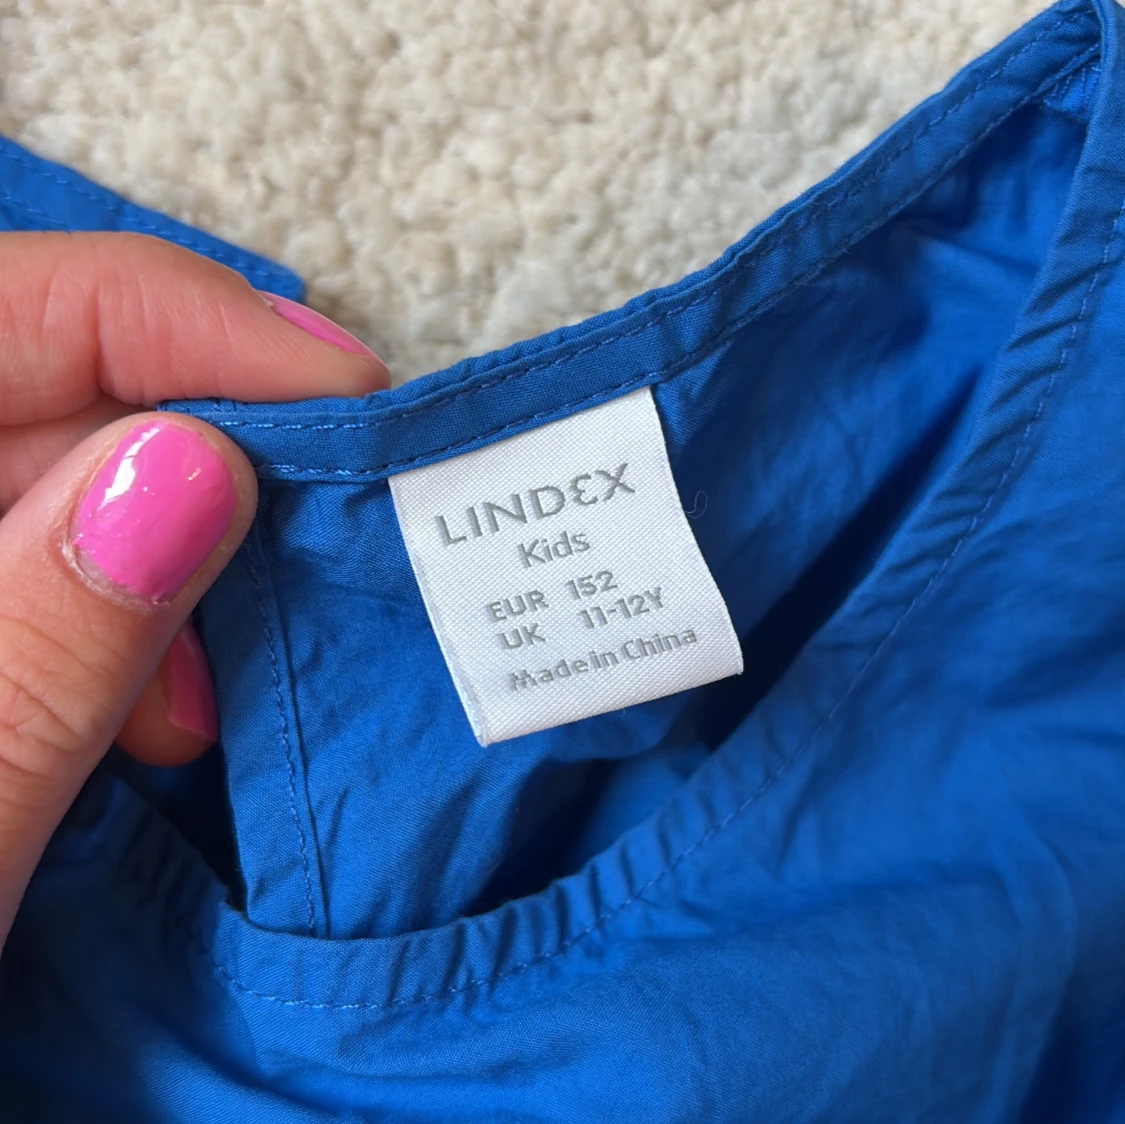 LINDEX
Kids
EUR 152
UK 11-12Y
Made in China